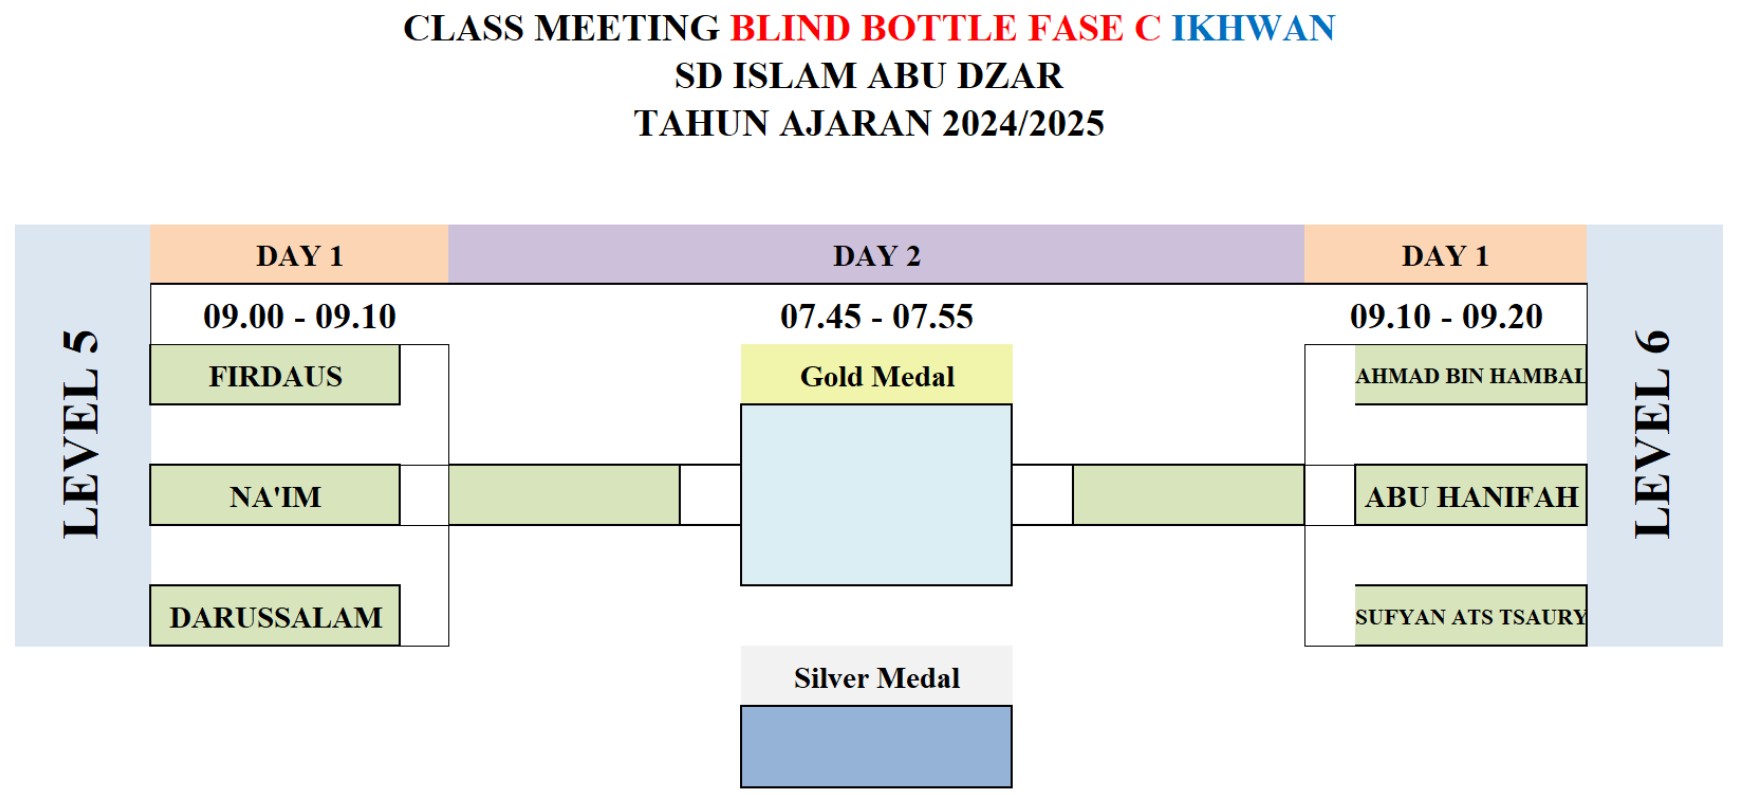 CLASS MEETING BLIND BOTTLE FASE C IKHWAN
SD ISLAM ABU DZAR
TAHUN AJARAN 2024/2025
LEVEL 5
DAY 1
DAY 2
DAY 1
LEVEL 6
09.00 - 09.10
07.45 - 07.55
09.10 - 09.20
FIRDAUS
Gold Medal
AHMAD BIN HAMBAL
NA'IM
ABU HANIFAH
DARUSSALAM
SUFYAN ATS TSAURY
Silver Medal